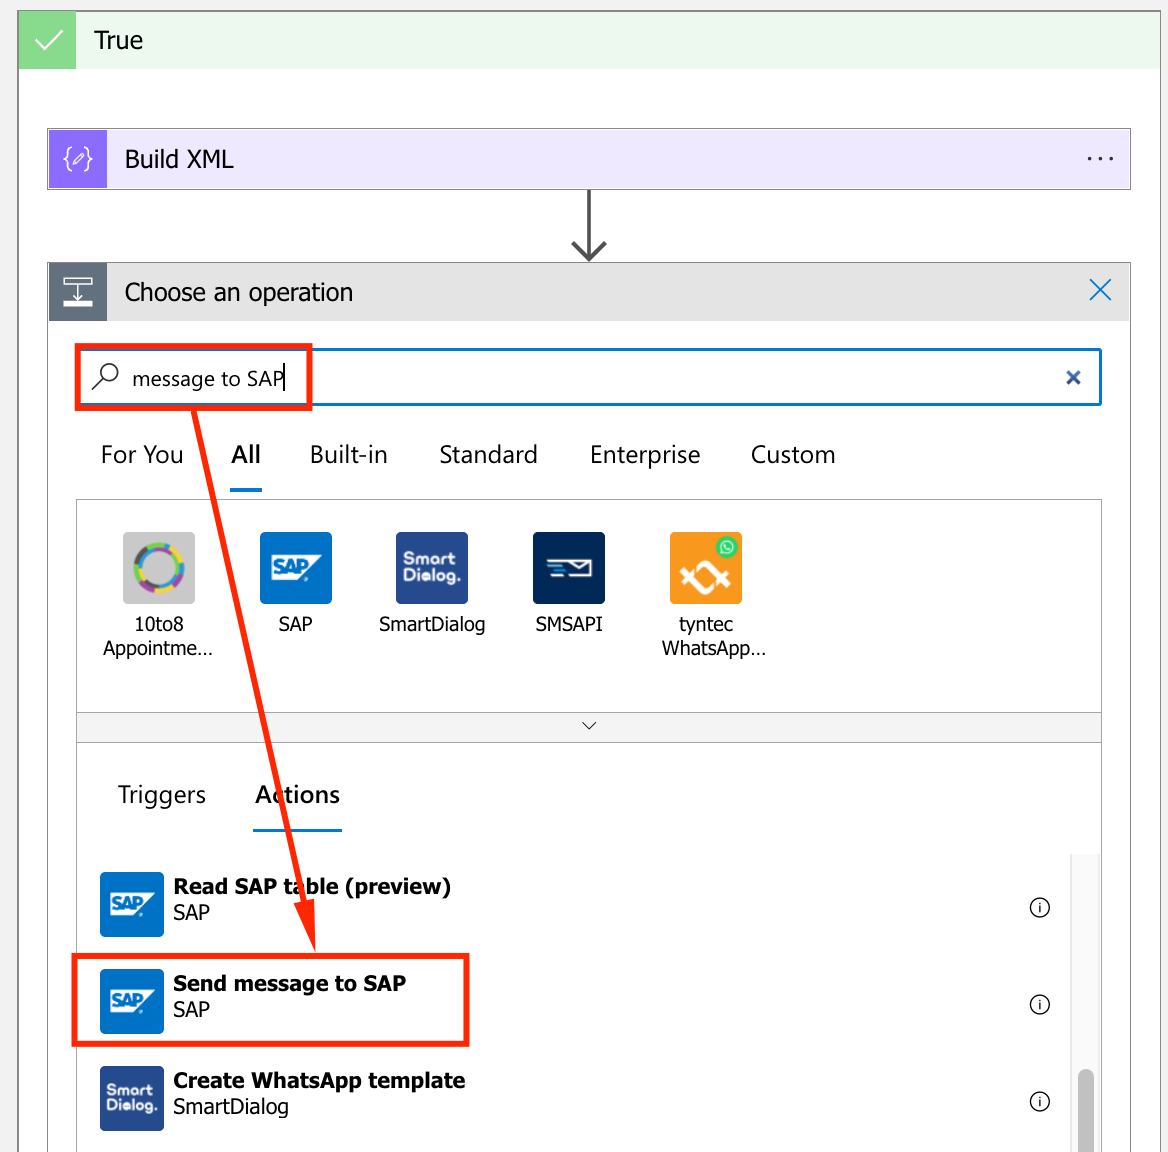 True
Build XML
Choose an operation
message to SAP
For You All Built-in Standard Enterprise Custom
SAP Smart Dialog.
10to8 Appointme... SAP SmartDialog SMSAPI tyntec WhatsApp...
Triggers Actions
SAP Read SAP table (preview)
SAP
SAP Send message to SAP
SAP
Smart Dialog. Create WhatsApp template
SmartDialog